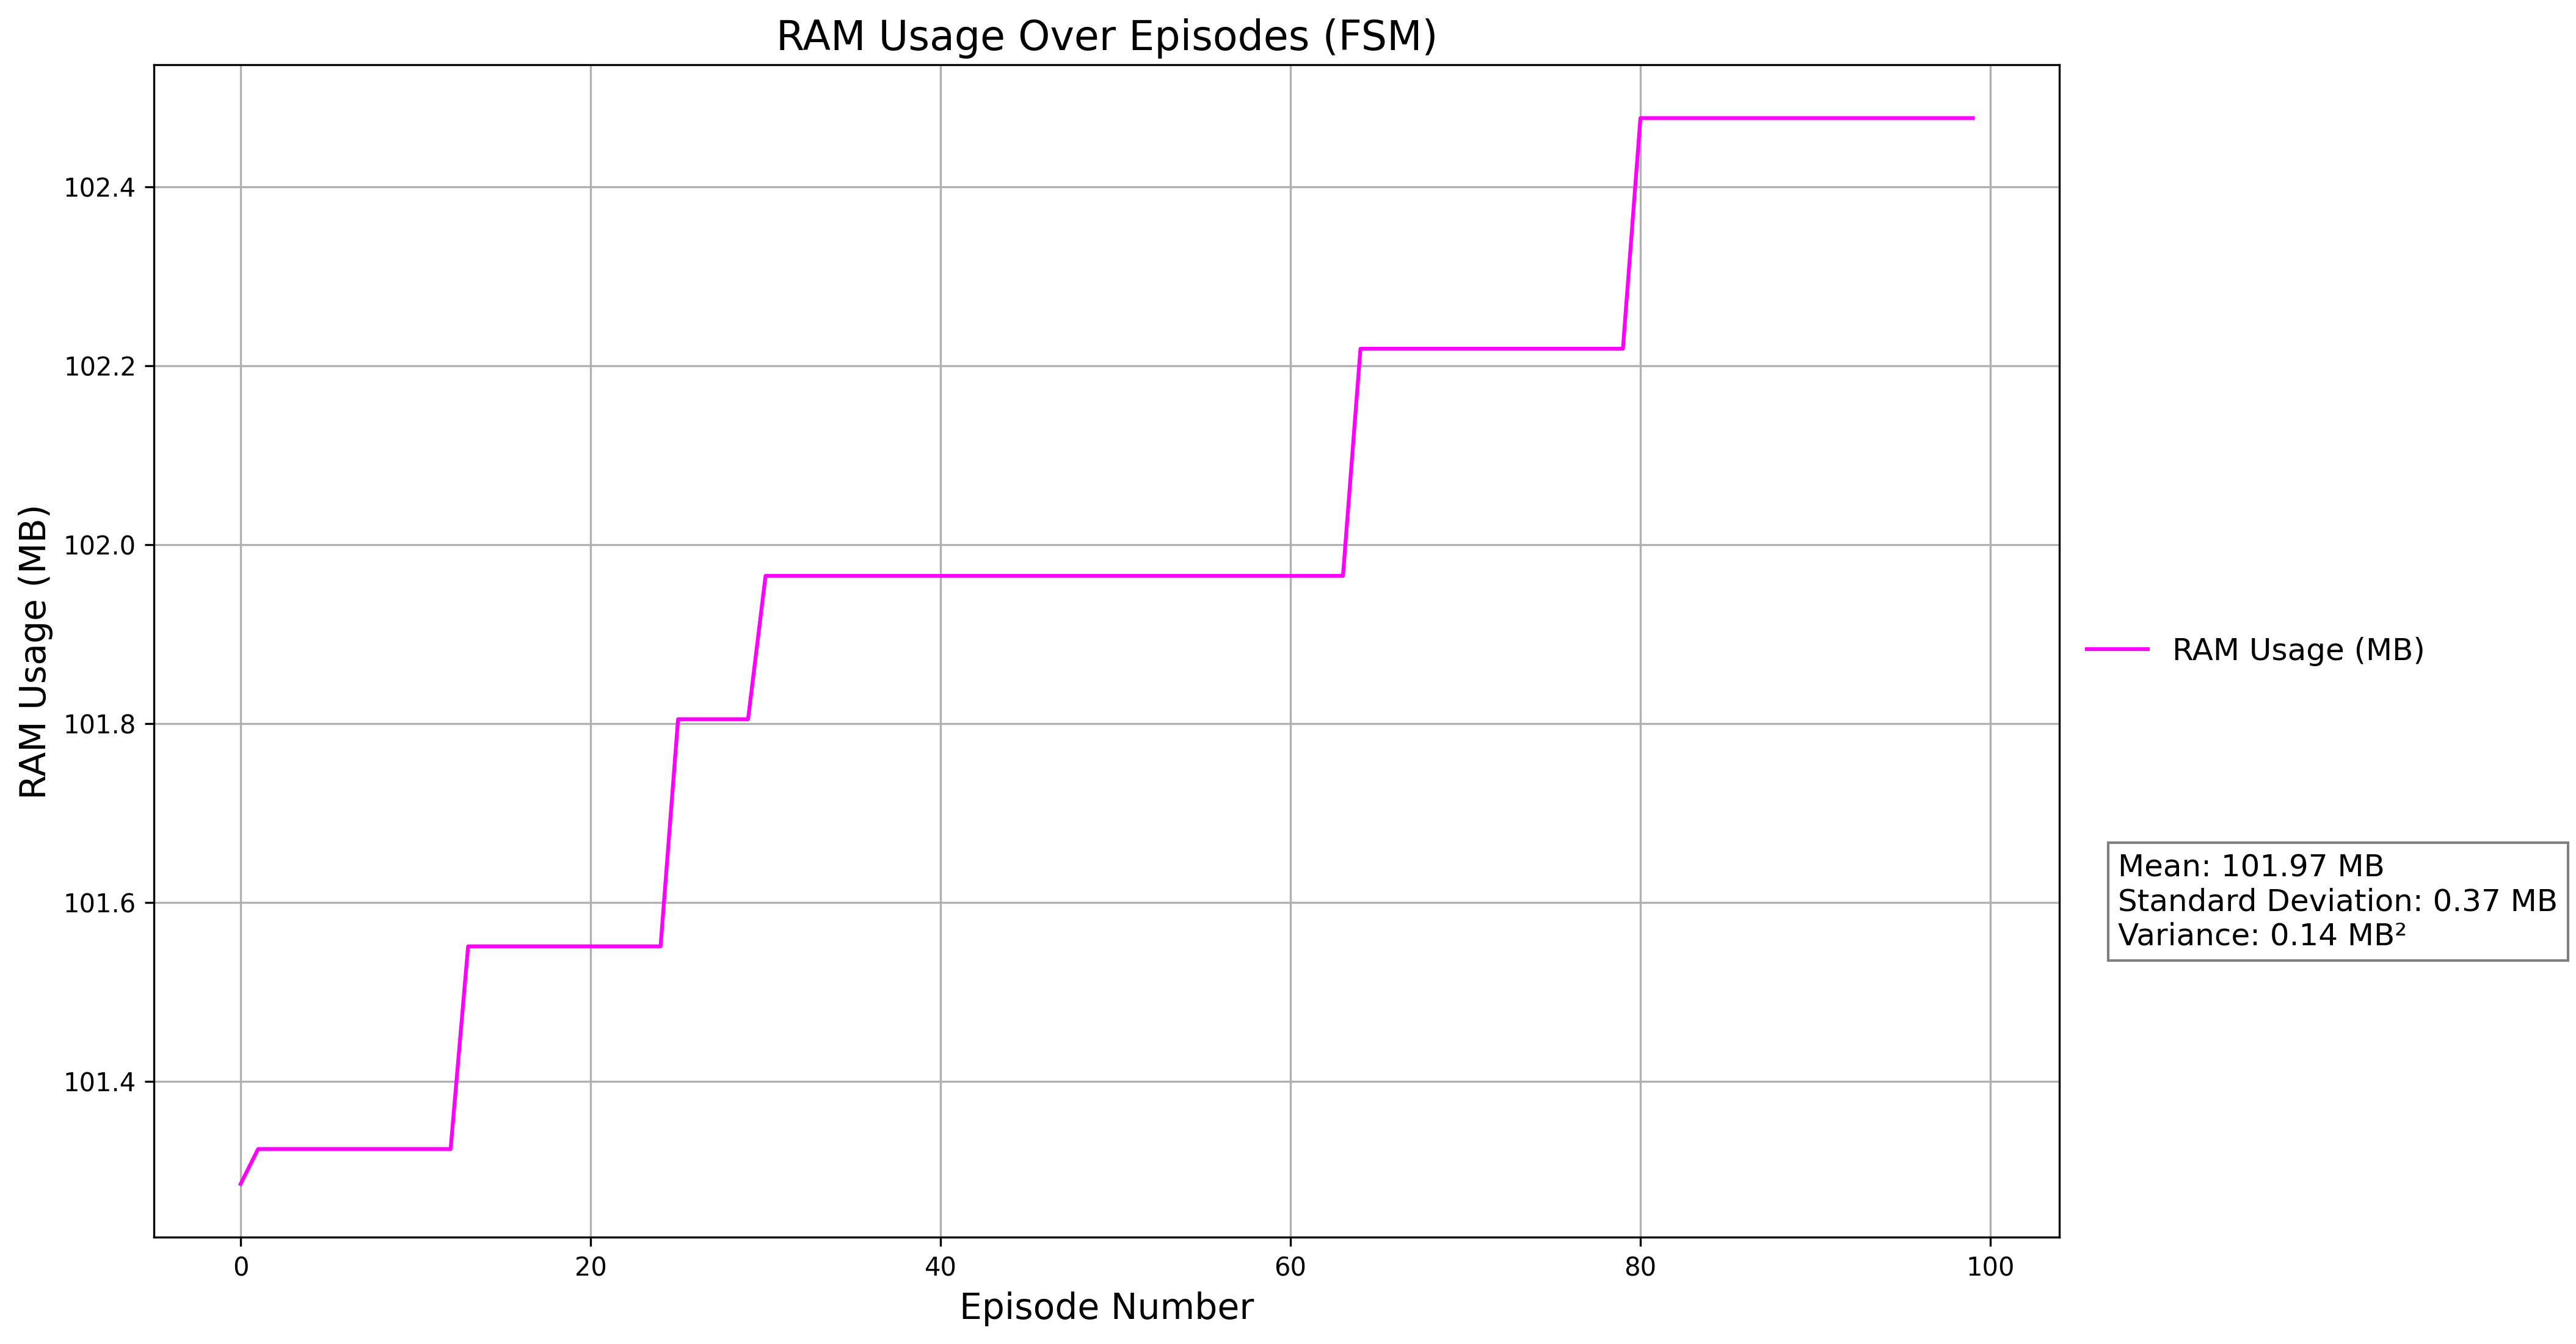 RAM Usage Over Episodes (FSM)
RAM Usage (MB)
102.4
102.2
102.0
101.8
101.6
101.4
0 20 40 60 80 100
Episode Number
RAM Usage (MB)
Mean: 101.97 MB
Standard Deviation: 0.37 MB
Variance: 0.14 MB²